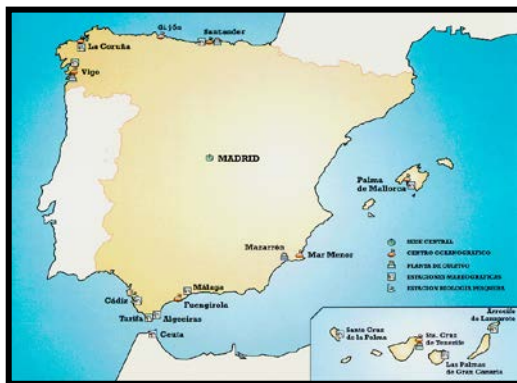 Gijón
Santander
La Coruña
Vigo
MADRID
Palma
de Mallorca
SEDE CENTRAL
CENTRO OCEANOGRÁFICO
PLANTA DE CULTIVO
ESTACIONES MAREOGRÁFICAS
ESTACION BIOLOGÍA PESQUERA
Mazarrón
Mar Menor
Málaga
Fuengirola
Cádiz
Tarifa
Algeciras
Ceuta
Arrecife
de Lanzarote
Santa Cruz
de la Palma
Sta. Cruz
de Tenerife
Las Palmas
de Gran Canaria